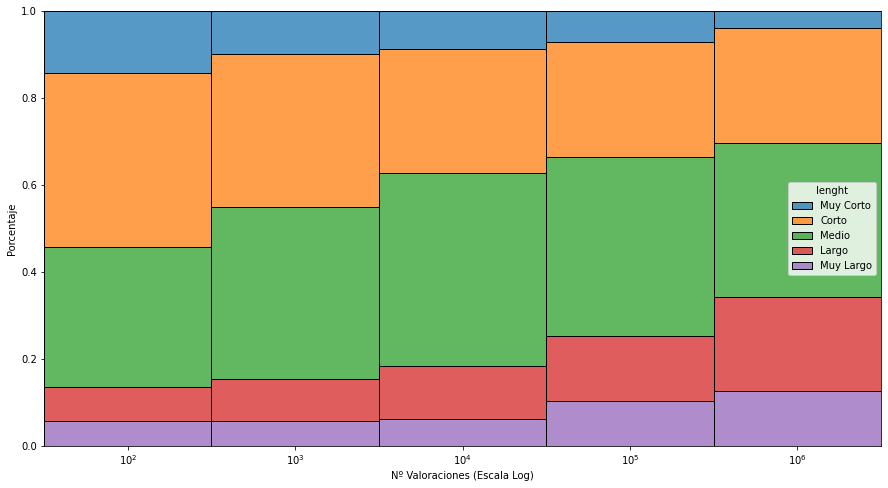 1.0
0.8
0.6
0.4
0.2
0.0
Porcentaje
lenght
Muy Corto
Corto
Medio
Largo
Muy Largo
10² 10³ 10⁴ 10⁵ 10⁶
Nº Valoraciones (Escala Log)